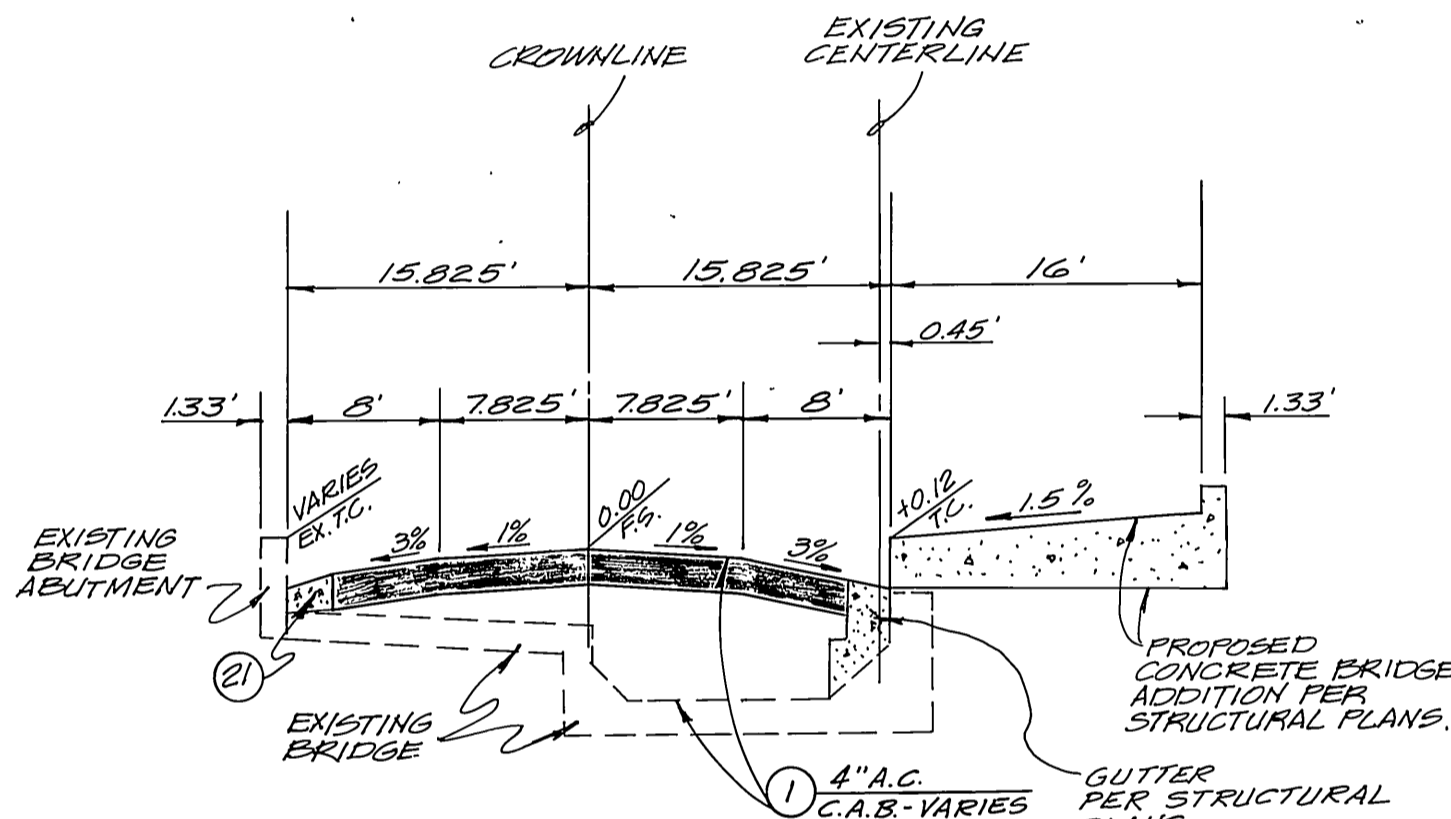 CROWNLINE
EXISTING
CENTERLINE
15.825'
15.825'
16'
0.45'
1.33'
8'
7.825'
7.825'
8'
1.33'
VARIES
EX. T.C.
0.00
F.S.
+0.12
T.C.
3%
1%
1%
3%
1.5%
EXISTING
BRIDGE
ABUTMENT
21
EXISTING
BRIDGE
1
4" A.C.
C.A.B.-VARIES
PROPOSED
CONCRETE BRIDGE
ADDITION PER
STRUCTURAL PLANS.
GUTTER
PER STRUCTURAL